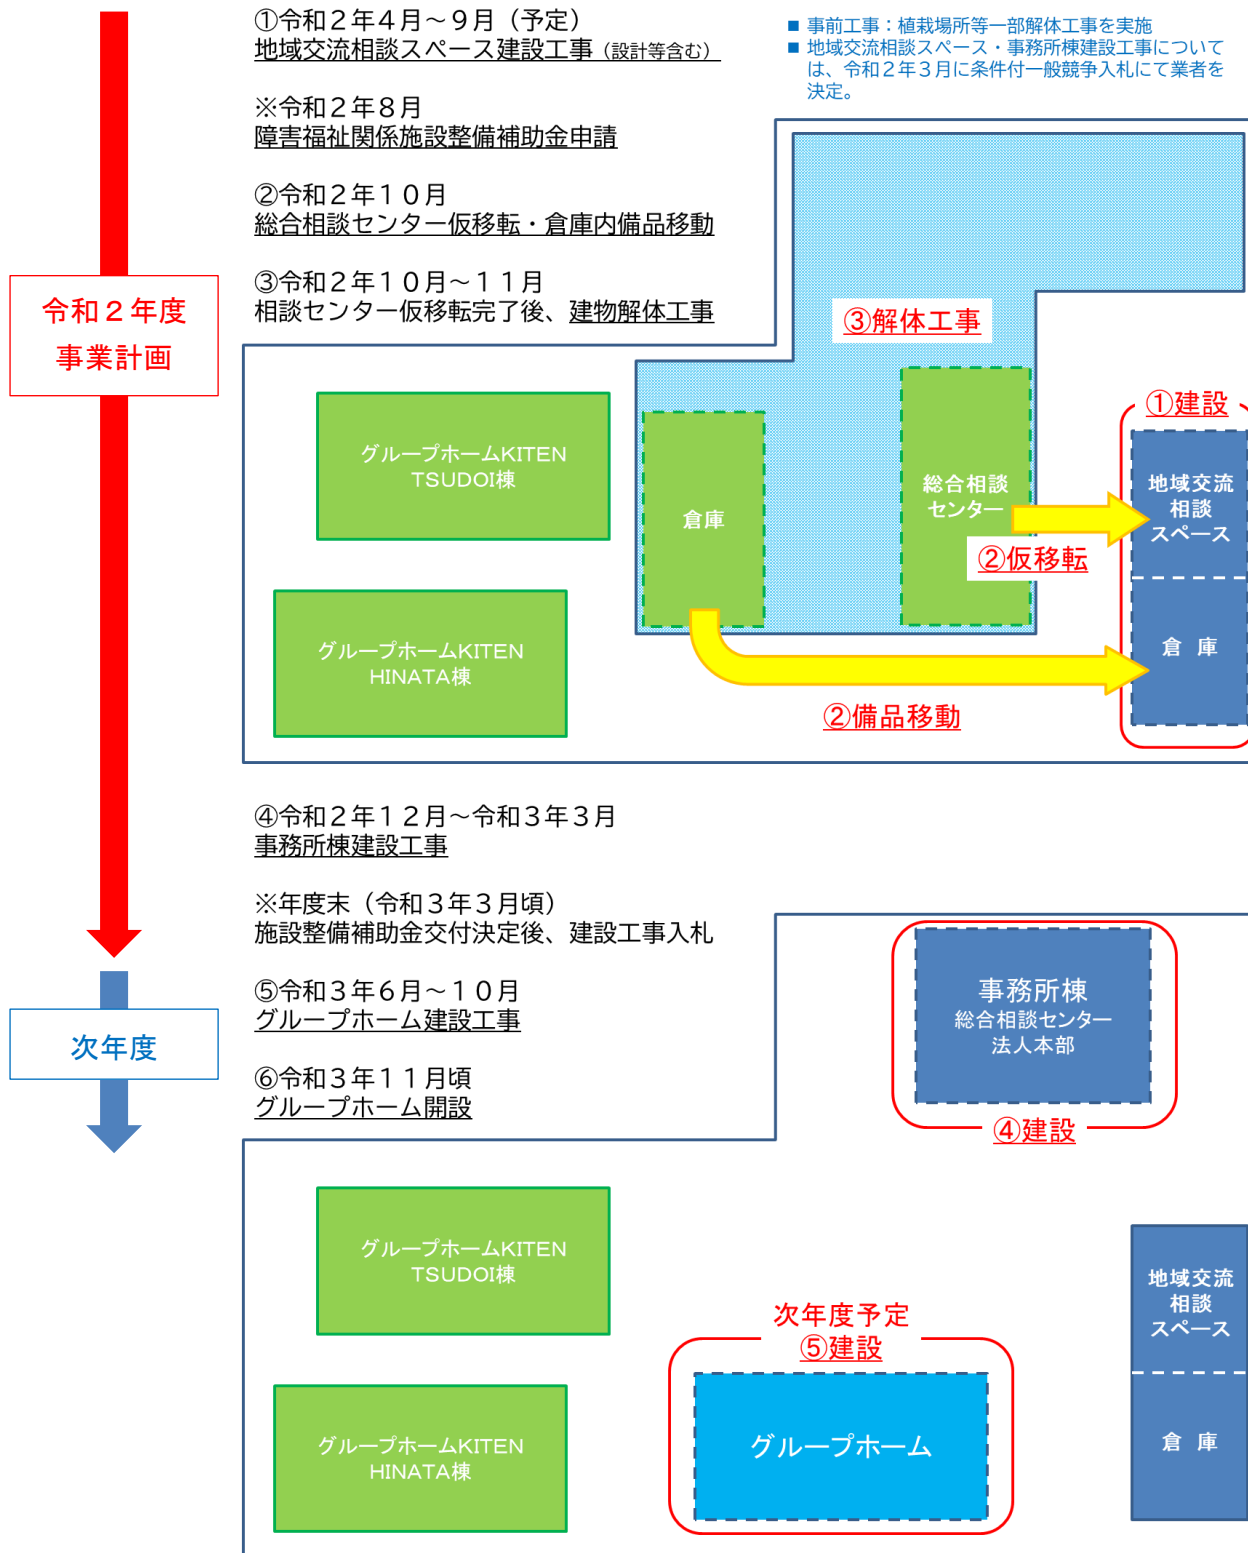 ①令和２年４月～９月（予定）
地域交流相談スペース建設工事（設計等含む）
■ 事前工事：植栽場所等一部解体工事を実施
■ 地域交流相談スペース・事務所棟建設工事について
は、令和２年３月に条件付一般競争入札にて業者を
決定。
※令和２年８月
障害福祉関係施設整備補助金申請
②令和２年１０月
総合相談センター仮移転・倉庫内備品移動
③令和２年１０月～１１月
相談センター仮移転完了後、建物解体工事
令和２年度
事業計画
③解体工事
①建設
グループホームKITEN
TSUDOI棟
倉庫
総合相談
センター
地域交流
相談
スペース
②仮移転
グループホームKITEN
HINATA棟
倉 庫
②備品移動
④令和２年１２月～令和３年３月
事務所棟建設工事
※年度末（令和３年３月頃）
施設整備補助金交付決定後、建設工事入札
⑤令和３年６月～１０月
グループホーム建設工事
⑥令和３年１１月頃
グループホーム開設
次年度
事務所棟
総合相談センター
法人本部
④建設
グループホームKITEN
TSUDOI棟
地域交流
相談
スペース
次年度予定
⑤建設
グループホームKITEN
HINATA棟
グループホーム
倉 庫